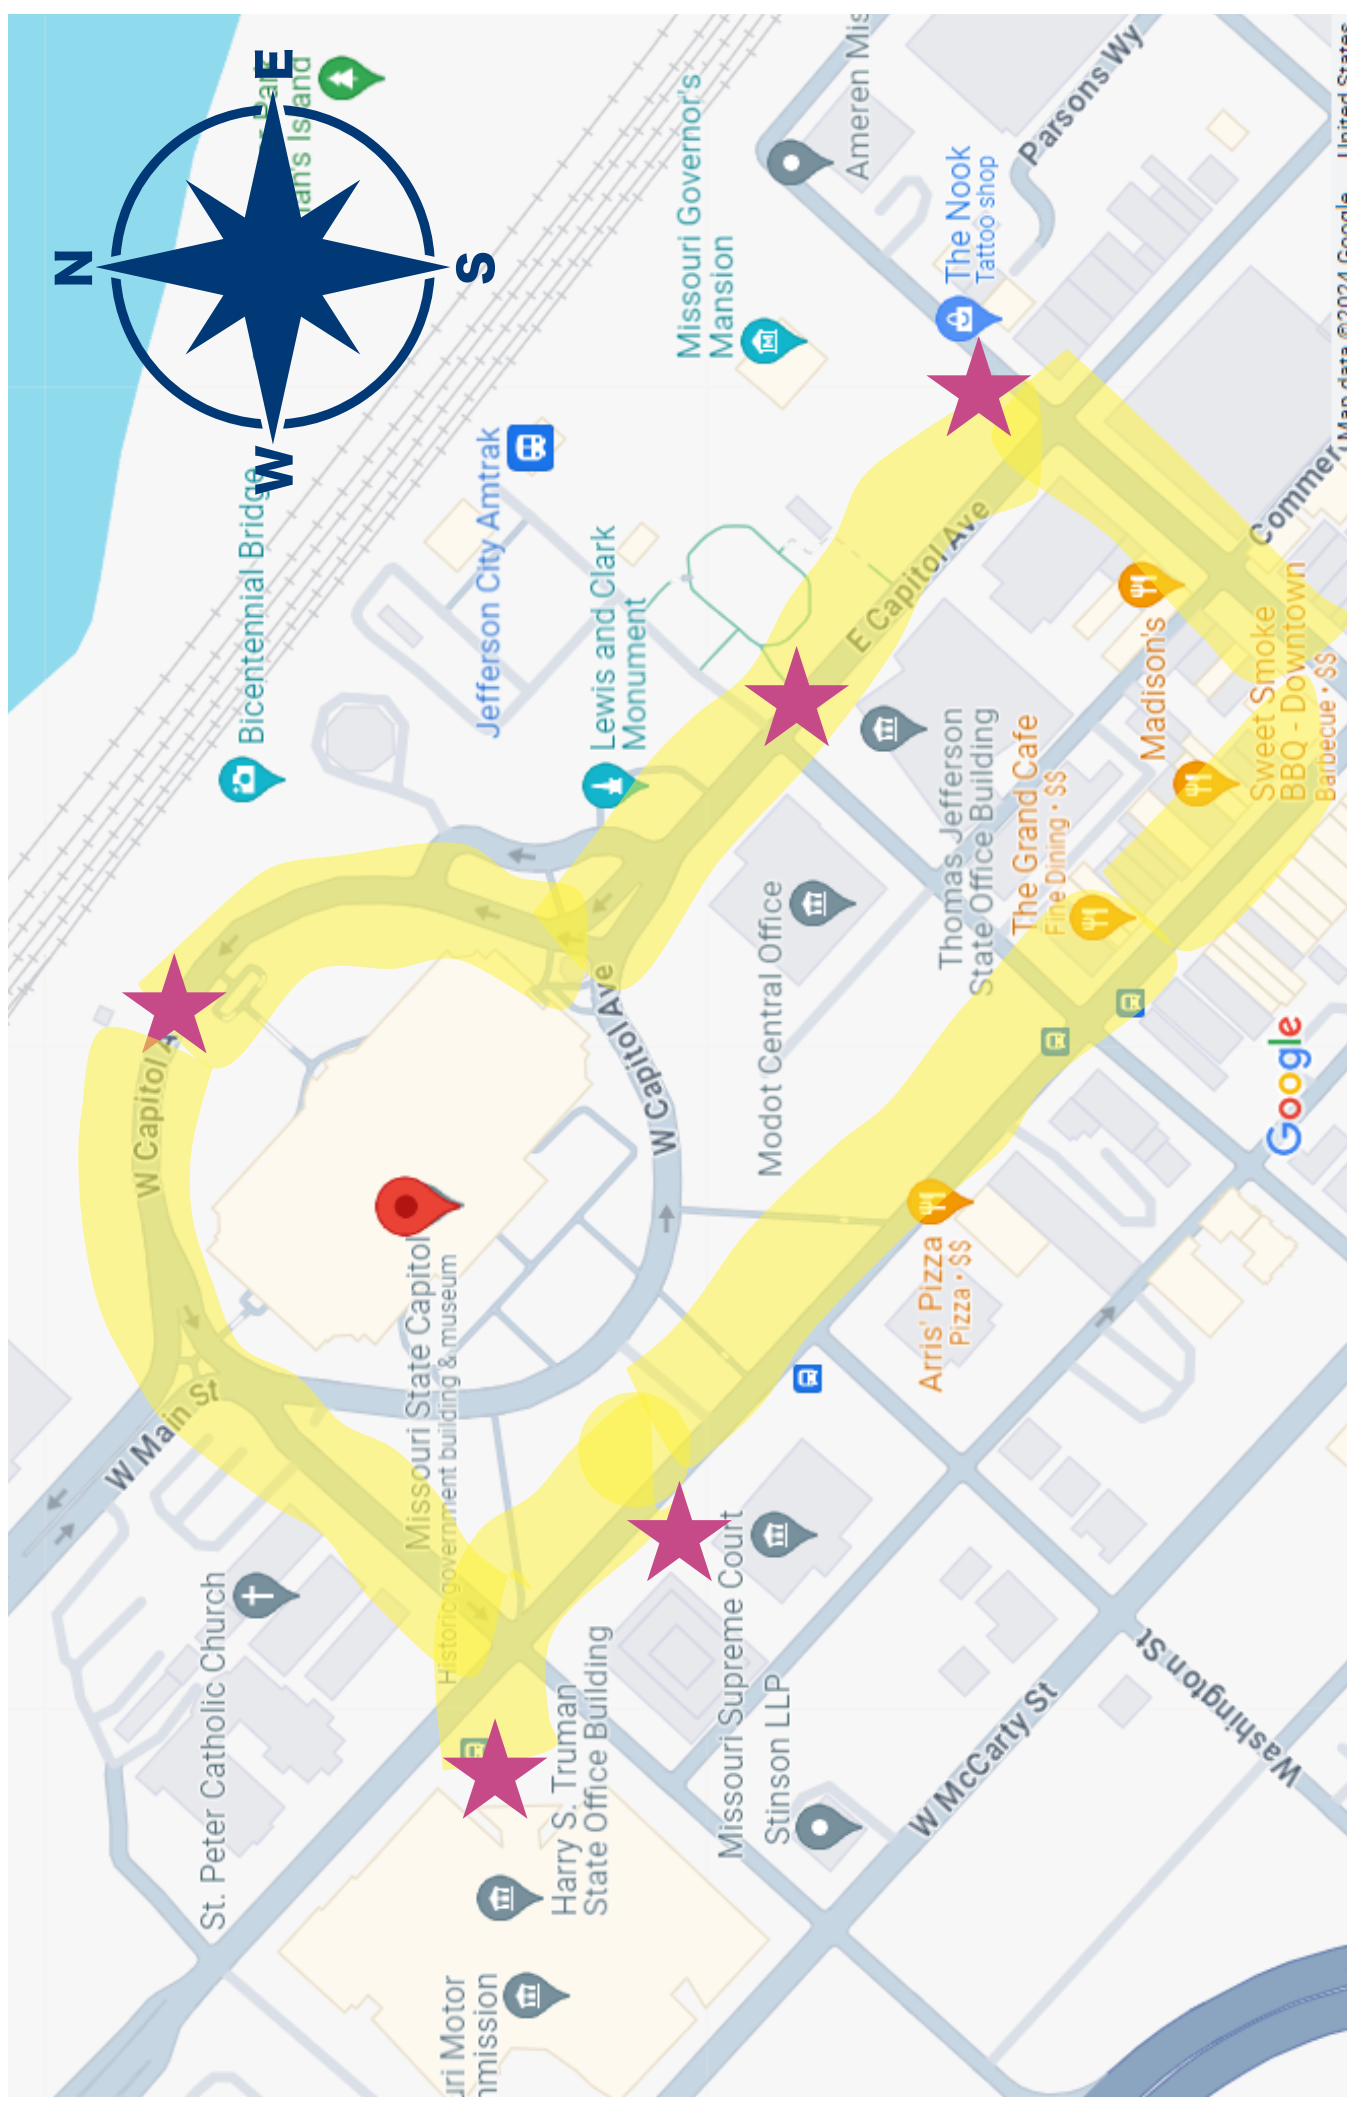 N
E
S
W
Bicentennial Bridge
Jefferson City Amtrak
Lewis and Clark
Monument
Missouri Governor's
Mansion
Ameren Mis
The Nook
Tattoo shop
Parsons Wy
E Capitol Ave
Commer
Madison's
Sweet Smoke
BBQ - Downtown
Barbecue • $$
The Grand Cafe
Fine Dining • $$
Thomas Jefferson
State Office Building
Modot Central Office
W Capitol Ave
W Capitol A
Missouri State Capitol
Historic government building & museum
W Main St
St. Peter Catholic Church
Harry S. Truman
State Office Building
Missouri Supreme Court
Stinson LLP
Arris' Pizza
Pizza • $$
W McCarty St
Washington St
uri Motor
mmission
Google
Map data ©2024 Google
United States